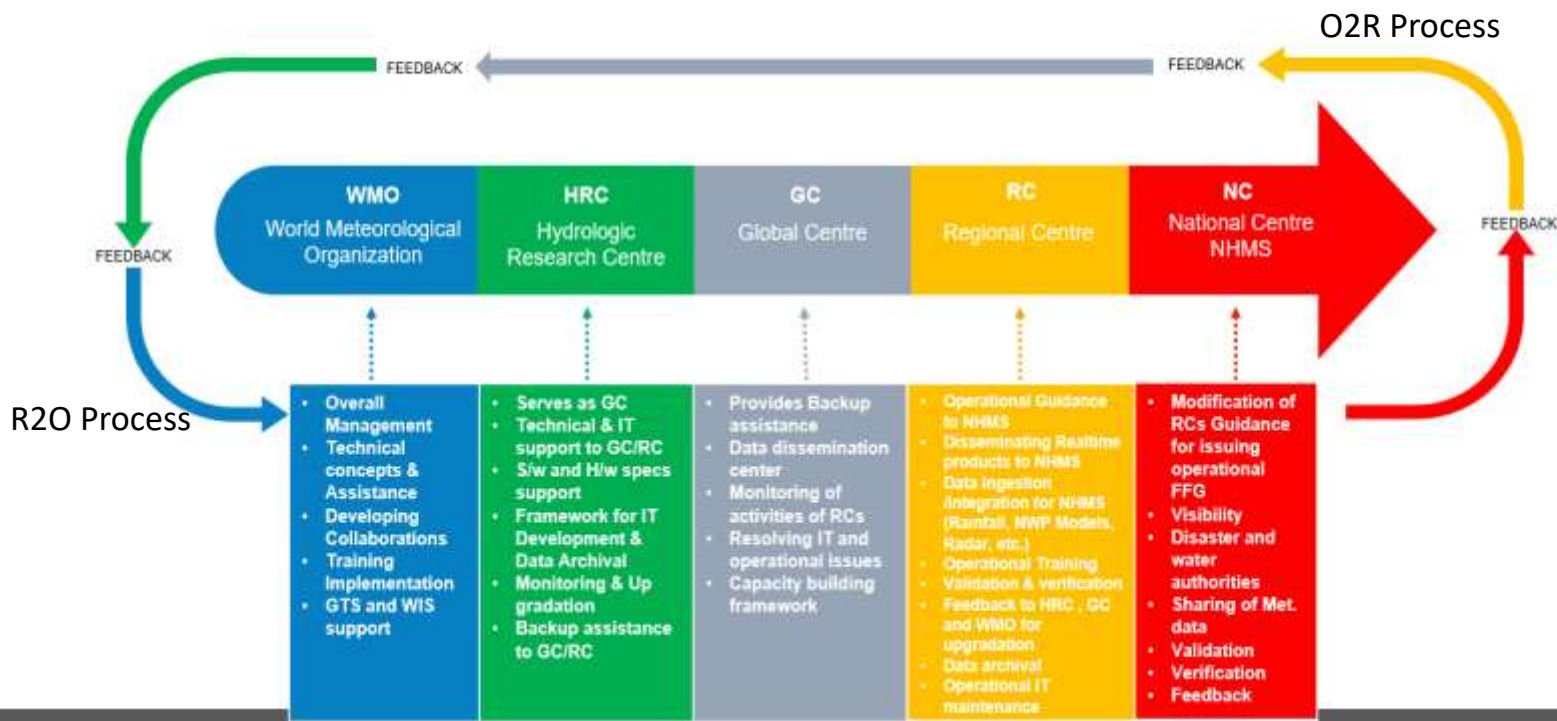 O2R Process
FEEDBACK
FEEDBACK
WMO
World Meteorological
Organization
HRC
Hydrologic
Research Centre
GC
Global Centre
RC
Regional Centre
NC
National Centre
NHMS
FEEDBACK
FEEDBACK
R2O Process
• Overall
Management
• Technical
concepts &
Assistance
• Developing
Collaborations
• Training
Implementation
• GTS and WIS
support
• Serves as GC
• Technical & IT
support to GC/RC
• S/w and H/w specs
support
• Framework for IT
Development &
Data Archival
• Monitoring & Up
gradation
• Backup assistance
to GC/RC
• Provides Backup
assistance
• Data dissemination
center
• Monitoring of
activities of RCs
• Resolving IT and
operational issues
• Capacity building
framework
• Operational Guidance
to NHMS
• Disseminating Realtime
products to NHMS
• Data Ingestion
/Integration for NHMS
(Rainfall, NWP Models,
Radar, etc.)
• Operational Training
• Validation & verification
• Feedback to HRC , GC
and WMO for
upgradation
• Data archival
• Operational IT
maintenance
• Modification of
RCs Guidance
for issuing
operational
FFG
• Visibility
• Disaster and
water
authorities
• Sharing of Met.
data
• Validation
• Verification
• Feedback